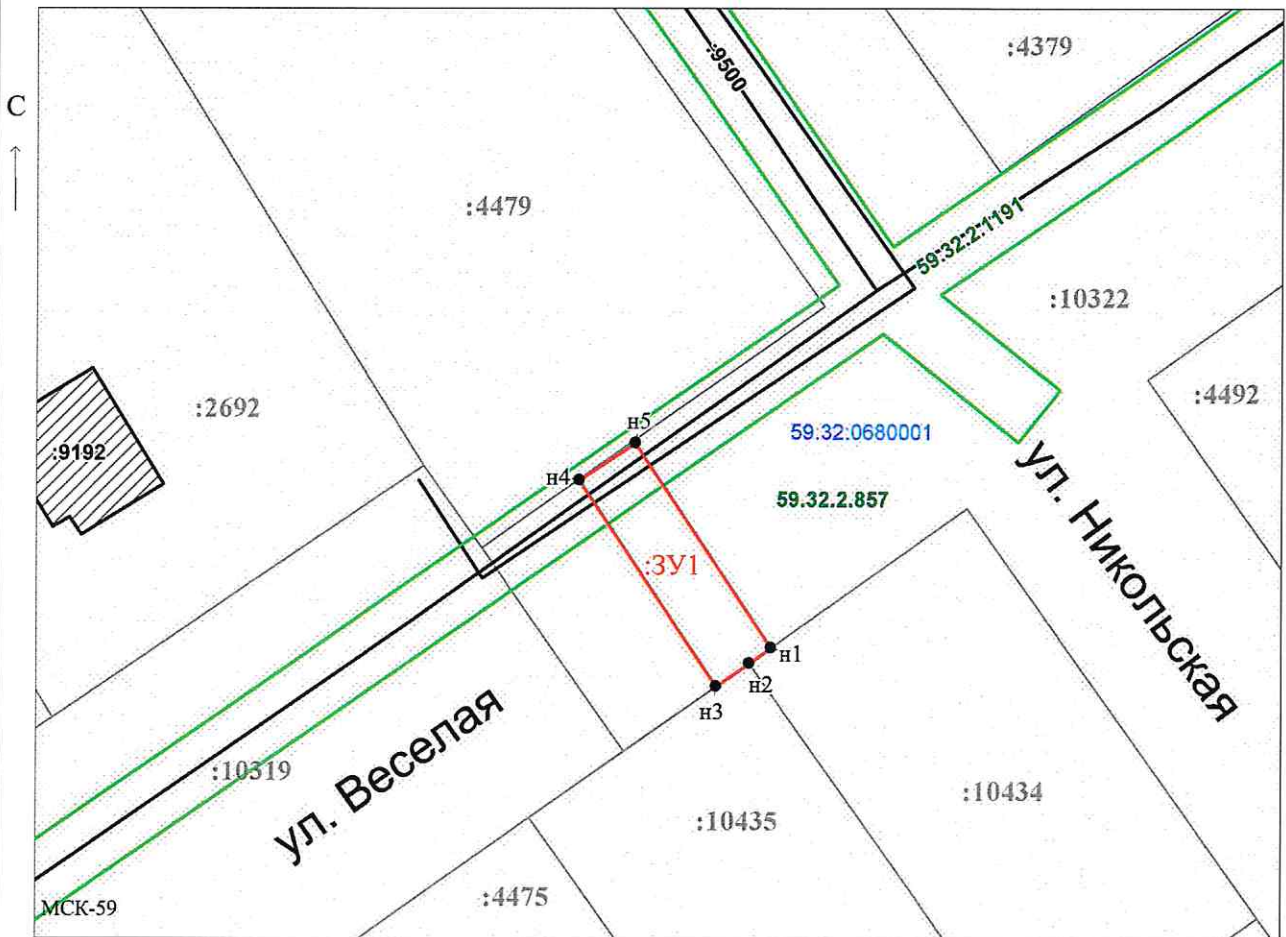 :4379
:9500
С
:4479
59:32-2:1191
:10322
:2692
:4492
н5
59:32:0680001
:9192
н4
59.32.2.857
ул. Никольская
:ЗУ1
н1
н2
н3
ул. Веселая
:10319
:10434
:10435
:4475
МСК-59